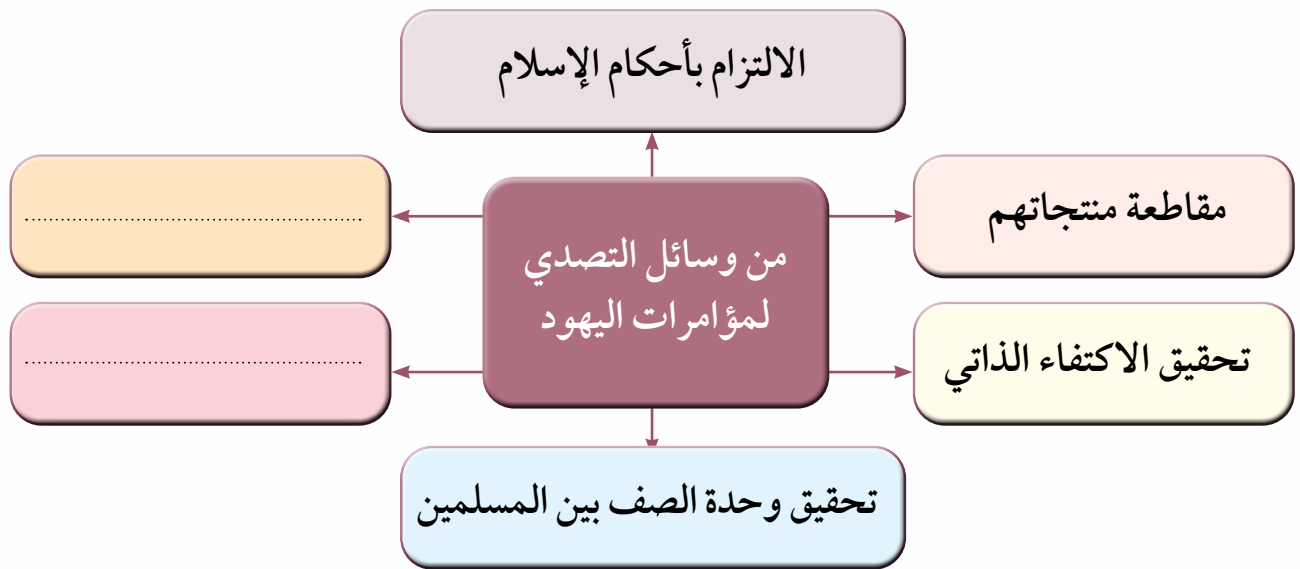 الالتزام بأحكام الإسلام
مقاطعة منتجاتهم
................................................
من وسائل التصدي
لمؤامرات اليهود
تحقيق الاكتفاء الذاتي
................................................
تحقيق وحدة الصف بين المسلمين